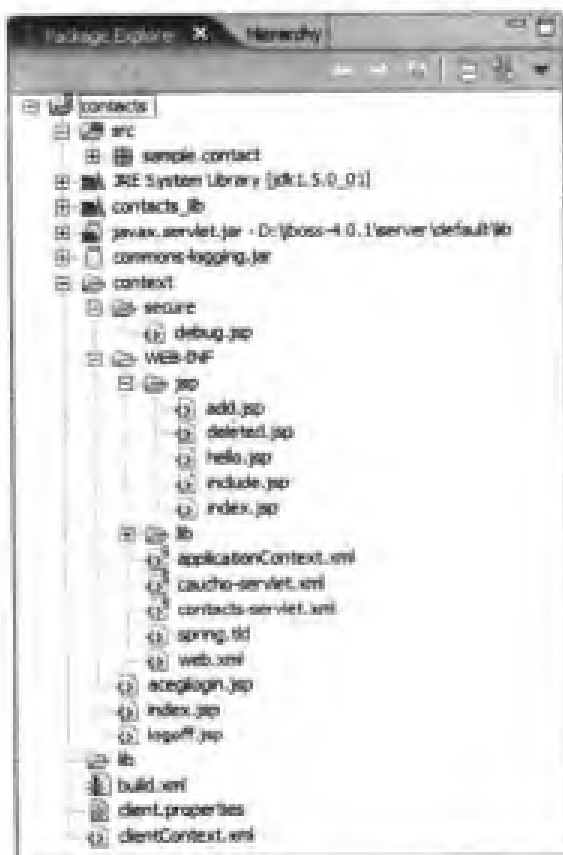 Package Explorer Hierarchy
contacts
src
sample.contact
JRE System Library [jdk1.5.0_01]
contacts_lib
javax.servlet.jar - D:\jboss-4.0.1\server\default\lib
commons-logging.jar
context
secure
debug.jsp
WEB-INF
jsp
add.jsp
deleted.jsp
hello.jsp
include.jsp
index.jsp
lib
applicationContext.xml
caucho-servlet.xml
contacts-servlet.xml
spring.tld
web.xml
acegilogin.jsp
index.jsp
logoff.jsp
lib
build.xml
client.properties
clientContext.xml